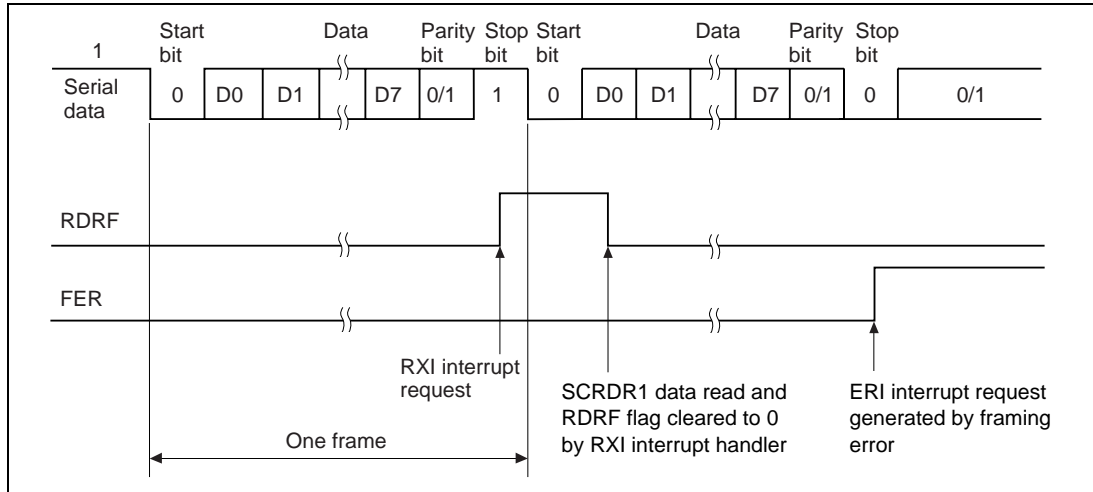 Start bit Data Parity bit Stop bit Start bit Data Parity bit Stop bit
1
Serial data 0 D0 D1 D7 0/1 1 0 D0 D1 D7 0/1 0 0/1
RDRF
FER
RXI interrupt
request
SCRDR1 data read and
RDRF flag cleared to 0
by RXI interrupt handler
ERI interrupt request
generated by framing
error
One frame